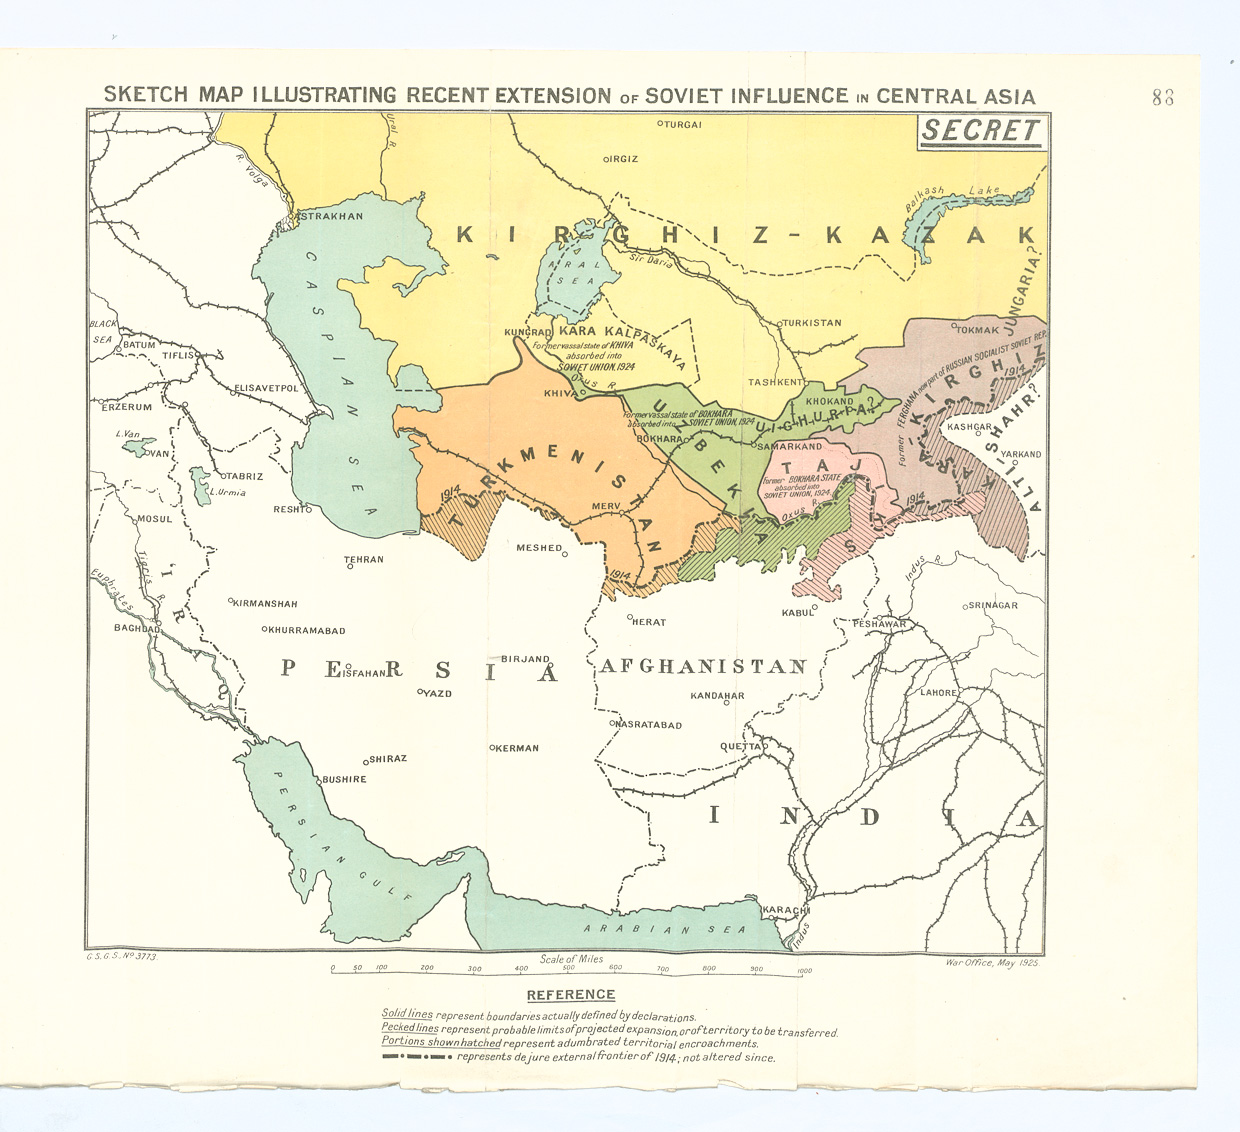 SKETCH MAP ILLUSTRATING RECENT EXTENSION OF SOVIET INFLUENCE IN CENTRAL ASIA
88
SECRET
TURGAI
IRGIZ
Ural R.
R. Volga
ASTRAKHAN
Balkash Lake
KIRGHIZ-KAZAK
CASPIAN SEA
ARAL SEA
Sir Daria
JUNGARIA?
BLACK SEA
BATUM
TIFLIS
ELISAVETPOL
ERZERUM
KUNGRAD
KARA KALPASKAYA
Former vassal state of KHIVA
absorbed into
SOVIET UNION, 1924
Oxus R.
KHIVA
TURKISTAN
TOKMAK
TASHKENT
Former FERGHANA now part of RUSSIAN SOCIALIST SOVIET REP.
KARA-KIRGHIZ
1914
KHOKAND
UIGHURPA?
Former vassal state of BOKHARA
absorbed into SOVIET UNION, 1924
BOKHARA
UZBEKISTAN
SAMARKAND
KASHGAR
YARKAND
ALTI-SHAHR?
TAJIKS
Former BOKHARA STATE
absorbed into
SOVIET UNION, 1924
Oxus R.
1914
L. Van
VAN
TABRIZ
L. Urmia
RESHT
TURKMENISTAN
1914
MERV
1914
MOSUL
Tigris R.
Euphrates
'IRAQ
BAGHDAD
TEHRAN
MESHED
KIRMANSHAH
KHURRAMABAD
HERAT
KABUL
Indus R.
SRINAGAR
PESHAWAR
PERSIA
ISFAHAN
BIRJAND
YAZD
AFGHANISTAN
KANDAHAR
LAHORE
NASRATABAD
QUETTA
SHIRAZ
KERMAN
BUSHIRE
PERSIAN GULF
INDIA
KARACHI
Indus
ARABIAN SEA
G.S.G.S. No 3773.
War Office, May 1925.
Scale of Miles
0 50 100 200 300 400 500 600 700 800 900 1000
REFERENCE
Solid lines represent boundaries actually defined by declarations.
Pecked lines represent probable limits of projected expansion, or of territory to be transferred.
Portions shown hatched represent adumbrated territorial encroachments.
represents de jure external frontier of 1914; not altered since.